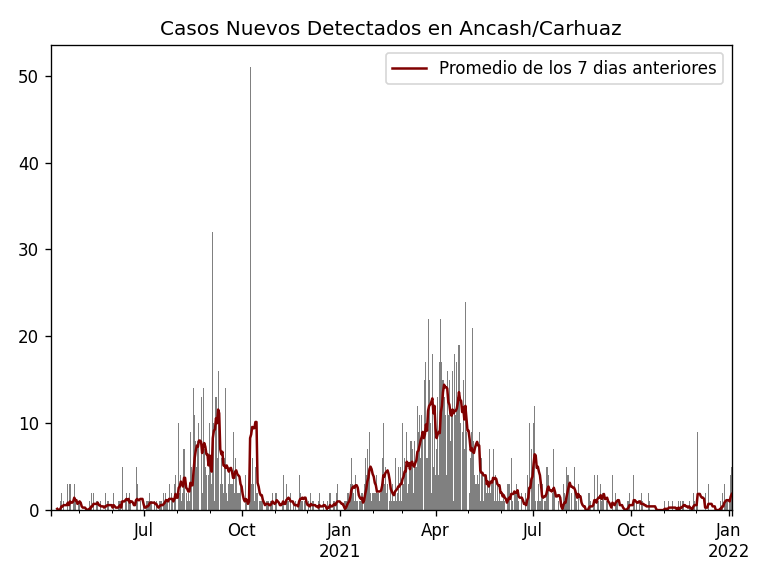 Casos Nuevos Detectados en Ancash/Carhuaz
Promedio de los 7 dias anteriores
50
40
30
20
10
0
Jul Oct Jan Apr Jul Oct Jan
2021 2022